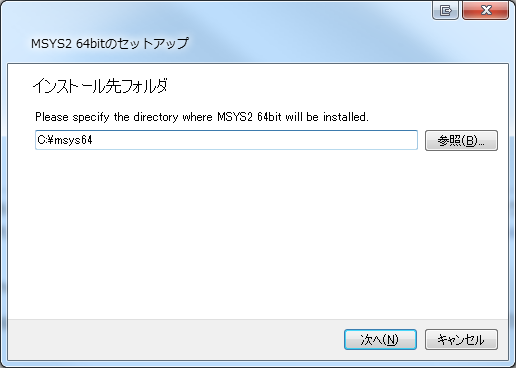 MSYS2 64bitのセットアップ
インストール先フォルダ
Please specify the directory where MSYS2 64bit will be installed.
C:¥msys64
参照(B)...
次へ(N)
キャンセル